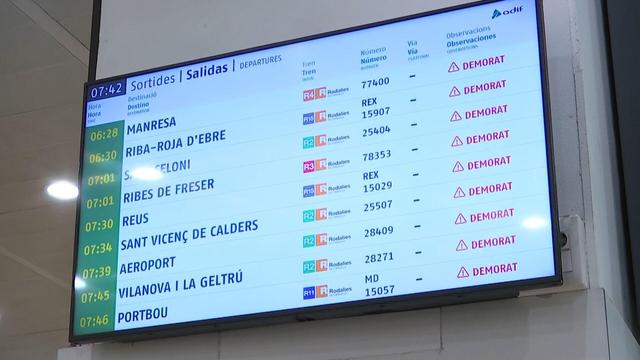 adif
07:42 Sortides | Salidas | DEPARTURES
Hora Destinació Tren Número Via Observacions
Hora Destino Tren Número Vía Observaciones
06:28 MANRESA R4 R Rodalies 77400 - DEMORAT
06:30 RIBA-ROJA D'EBRE R15 R Rodalies REX 15907 - DEMORAT
07:01 R2 R Rodalies 25404 - DEMORAT
07:01 RIBES DE FRESER R3 R Rodalies 78353 - DEMORAT
07:30 REUS R15 R Rodalies REX 15029 - DEMORAT
07:34 SANT VICENÇ DE CALDERS R2 R Rodalies 25507 - DEMORAT
07:39 AEROPORT R2 R Rodalies 28409 - DEMORAT
07:45 VILANOVA I LA GELTRÚ R2 R Rodalies 28271 - DEMORAT
07:46 PORTBOU R11 R Rodalies MD 15057 - DEMORAT